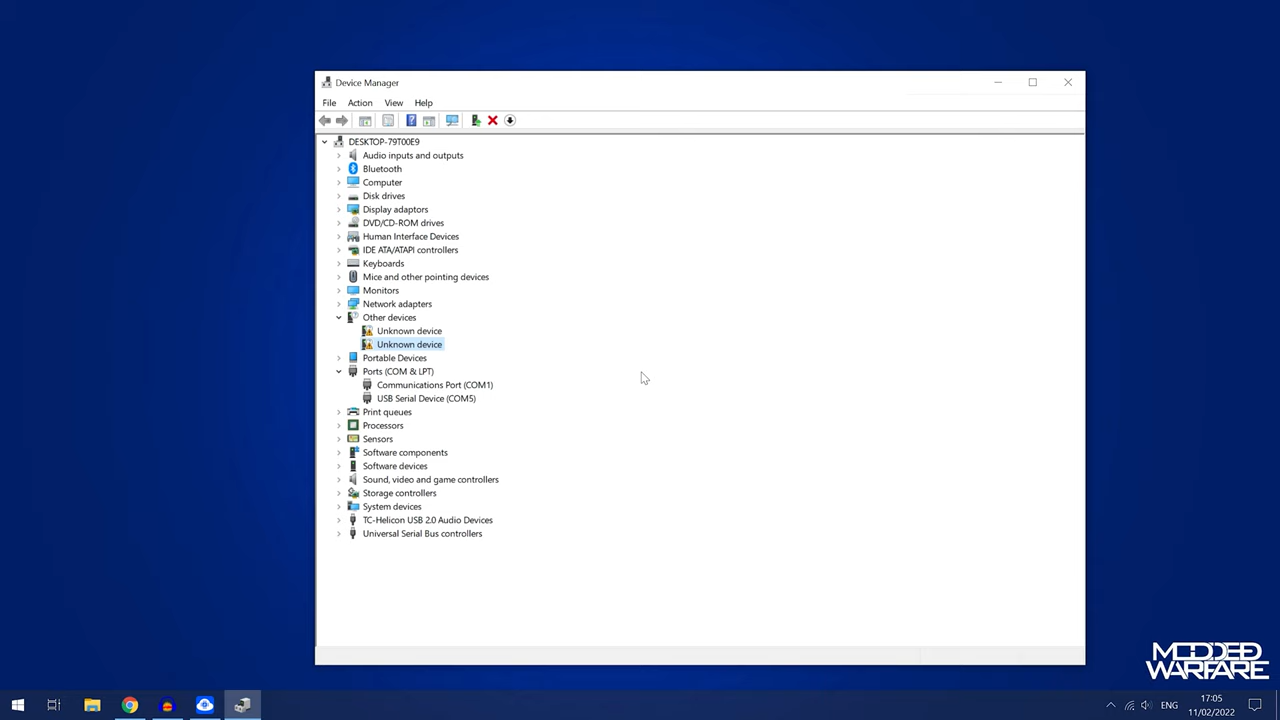 Device Manager
File Action View Help
DESKTOP-79T00E9
Audio inputs and outputs
Bluetooth
Computer
Disk drives
Display adaptors
DVD/CD-ROM drives
Human Interface Devices
IDE ATA/ATAPI controllers
Keyboards
Mice and other pointing devices
Monitors
Network adapters
Other devices
Unknown device
Unknown device
Portable Devices
Ports (COM & LPT)
Communications Port (COM1)
USB Serial Device (COM5)
Print queues
Processors
Sensors
Software components
Software devices
Sound, video and game controllers
Storage controllers
System devices
TC-Helicon USB 2.0 Audio Devices
Universal Serial Bus controllers
MODDED
WARFARE
ENG
17:05
11/02/2022